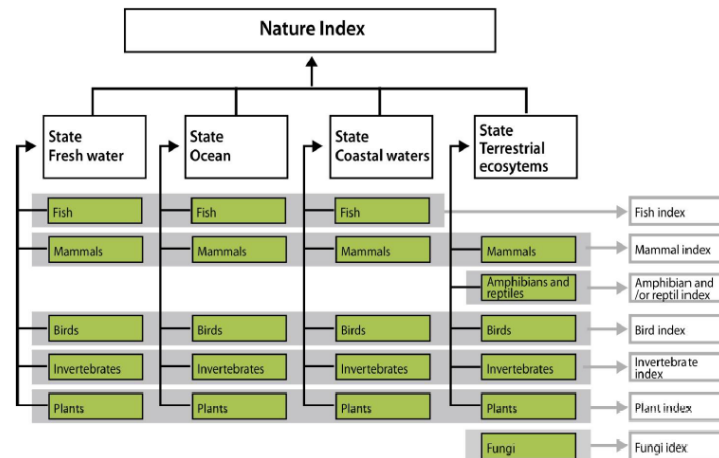 Nature Index
State
Fresh water
State
Ocean
State
Coastal waters
State
Terrestrial
ecosytems
Fish
Fish
Fish
Fish index
Mammals
Mammals
Mammals
Mammals
Mammal index
Amphibians and
reptiles
Amphibian and
/or reptil index
Birds
Birds
Birds
Birds
Bird index
Invertebrates
Invertebrates
Invertebrates
Invertebrates
Invertebrate
index
Plants
Plants
Plants
Plants
Plant index
Fungi
Fungi idex